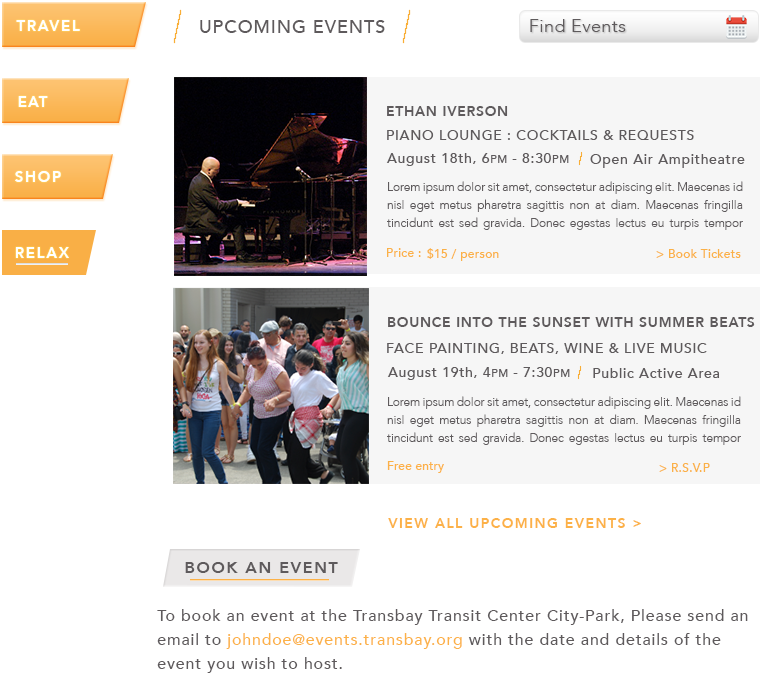 TRAVEL
EAT
SHOP
RELAX
UPCOMING EVENTS
Find Events
ETHAN IVERSON
PIANO LOUNGE : COCKTAILS & REQUESTS
August 18th, 6PM - 8:30PM / Open Air Ampitheatre
Lorem ipsum dolor sit amet, consectetur adipiscing elit. Maecenas id
nisl eget metus pharetra sagittis non at diam. Maecenas fringilla
tincidunt est sed gravida. Donec egestas lectus eu turpis tempor
Price : $15 / person > Book Tickets
BOUNCE INTO THE SUNSET WITH SUMMER BEATS
FACE PAINTING, BEATS, WINE & LIVE MUSIC
August 19th, 4PM - 7:30PM / Public Active Area
Lorem ipsum dolor sit amet, consectetur adipiscing elit. Maecenas id
nisl eget metus pharetra sagittis non at diam. Maecenas fringilla
tincidunt est sed gravida. Donec egestas lectus eu turpis tempor
Free entry > R.S.V.P
VIEW ALL UPCOMING EVENTS >
BOOK AN EVENT
To book an event at the Transbay Transit Center City-Park, Please send an
email to johndoe@events.transbay.org with the date and details of the
event you wish to host.